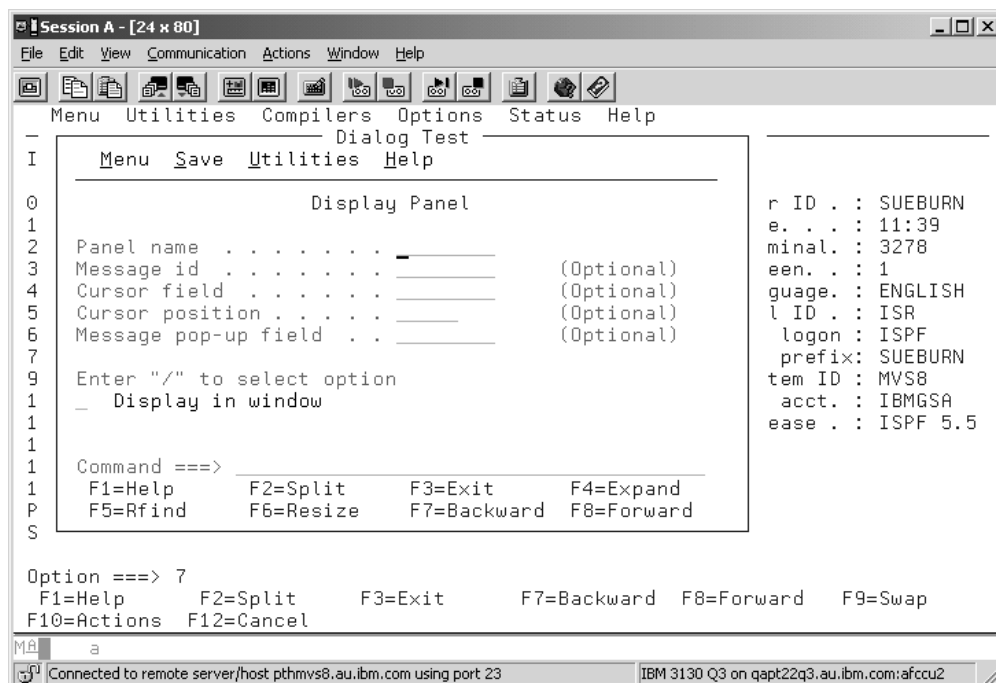 Session A - [24 x 80]
File Edit View Communication Actions Window Help
Menu Utilities Compilers Options Status Help
Dialog Test
I Menu Save Utilities Help
0 Display Panel r ID . : SUEBURN
1 e. . . : 11:39
2 Panel name . . . . . . . minal. : 3278
3 Message id . . . . . . . (Optional) een. . : 1
4 Cursor field . . . . . . (Optional) guage. : ENGLISH
5 Cursor position . . . . . (Optional) l ID . : ISR
6 Message pop-up field . . (Optional) logon : ISPF
7 prefix: SUEBURN
9 Enter "/" to select option tem ID : MVS8
1 _ Display in window acct. : IBMGSA
1 ease . : ISPF 5.5
1
1 Command ===>
1 F1=Help F2=Split F3=Exit F4=Expand
P F5=Rfind F6=Resize F7=Backward F8=Forward
S
Option ===> 7
F1=Help F2=Split F3=Exit F7=Backward F8=Forward F9=Swap
F10=Actions F12=Cancel
MA a
Connected to remote server/host pthmvs8.au.ibm.com using port 23 IBM 3130 Q3 on qapt22q3.au.ibm.com:afccu2